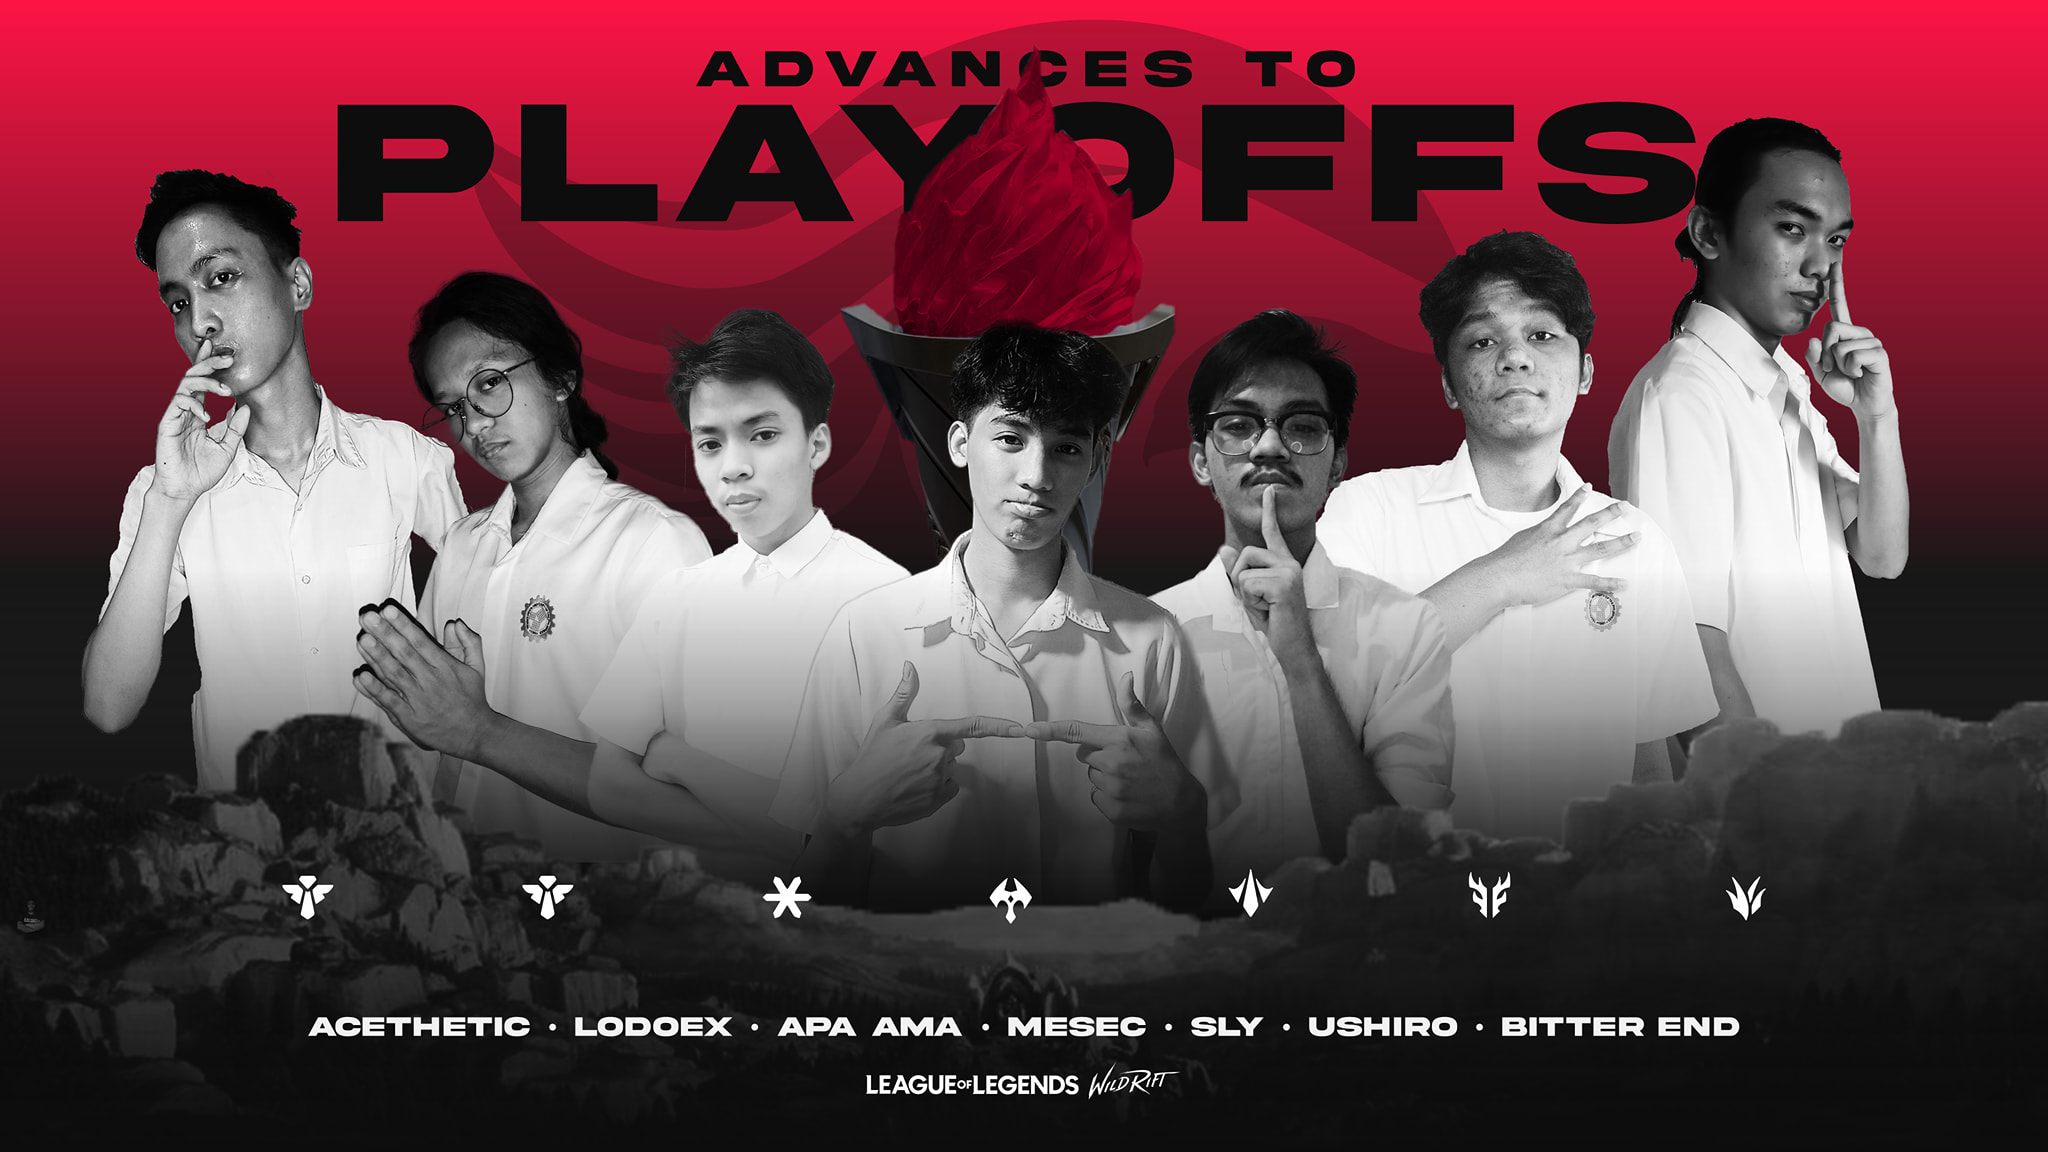 ADVANCES TO
PLAYOFFS
ACETHETIC • LODOEX • APA AMA • MESEC • SLY • USHIRO • BITTER END
LEAGUE OF LEGENDS WILD RIFT